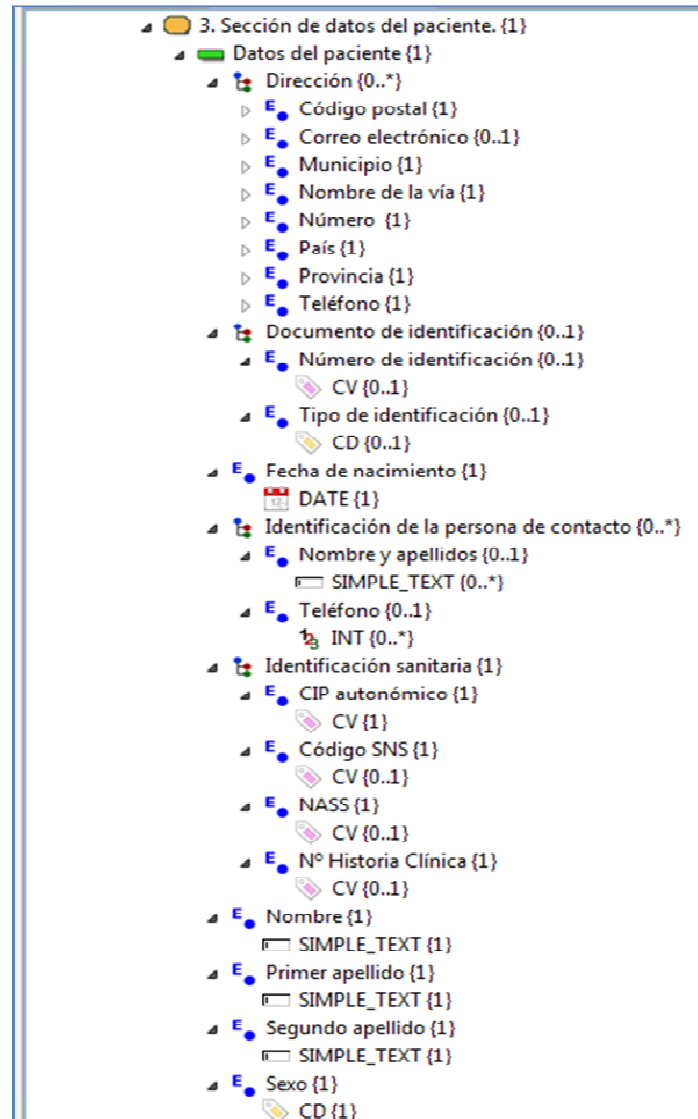 3. Sección de datos del paciente. {1}
Datos del paciente {1}
Dirección {0..*}
Código postal {1}
Correo electrónico {0..1}
Municipio {1}
Nombre de la vía {1}
Número {1}
País {1}
Provincia {1}
Teléfono {1}
Documento de identificación {0..1}
Número de identificación {0..1}
CV {0..1}
Tipo de identificación {0..1}
CD {0..1}
Fecha de nacimiento {1}
DATE {1}
Identificación de la persona de contacto {0..*}
Nombre y apellidos {0..1}
SIMPLE_TEXT {0..*}
Teléfono {0..1}
INT {0..*}
Identificación sanitaria {1}
CIP autonómico {1}
CV {1}
Código SNS {1}
CV {0..1}
NASS {1}
CV {0..1}
Nº Historia Clínica {1}
CV {0..1}
Nombre {1}
SIMPLE_TEXT {1}
Primer apellido {1}
SIMPLE_TEXT {1}
Segundo apellido {1}
SIMPLE_TEXT {1}
Sexo {1}
CD {1}